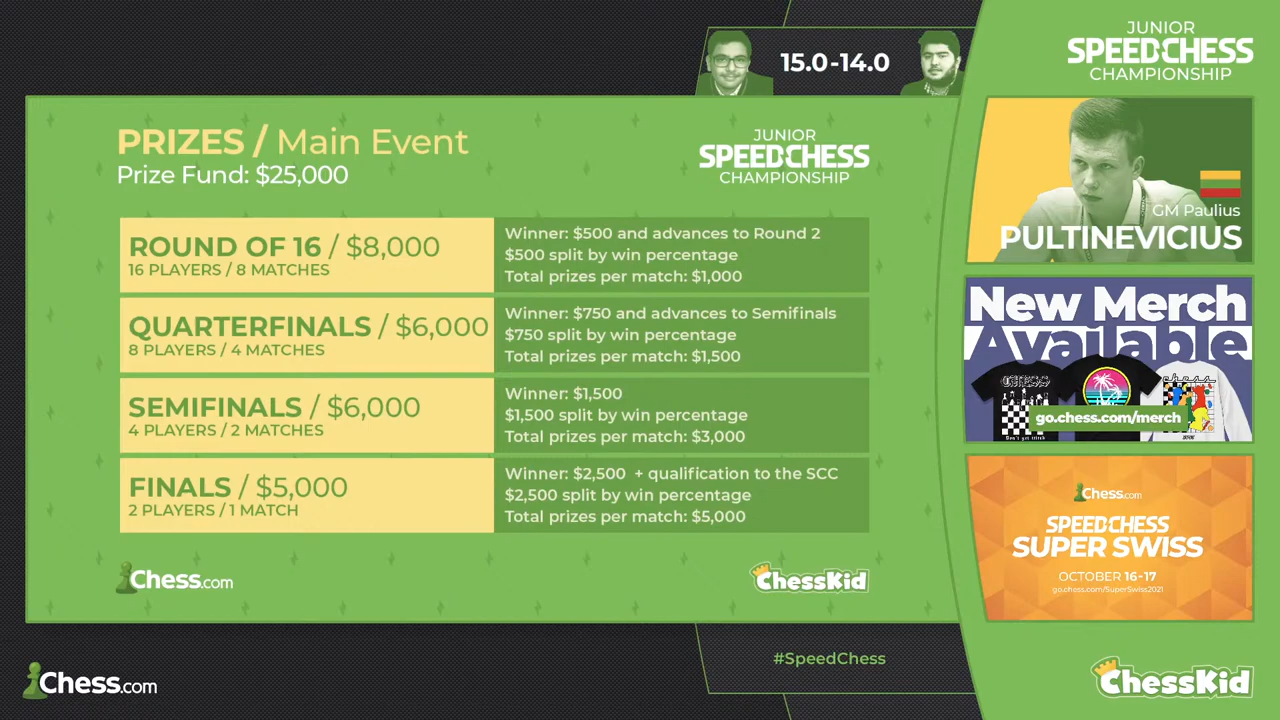 15.0-14.0
JUNIOR
SPEEDCHESS
CHAMPIONSHIP
PRIZES / Main Event
Prize Fund: $25,000
JUNIOR
SPEEDCHESS
CHAMPIONSHIP
ROUND OF 16 / $8,000
16 PLAYERS / 8 MATCHES
Winner: $500 and advances to Round 2
$500 split by win percentage
Total prizes per match: $1,000
QUARTERFINALS / $6,000
8 PLAYERS / 4 MATCHES
Winner: $750 and advances to Semifinals
$750 split by win percentage
Total prizes per match: $1,500
SEMIFINALS / $6,000
4 PLAYERS / 2 MATCHES
Winner: $1,500
$1,500 split by win percentage
Total prizes per match: $3,000
FINALS / $5,000
2 PLAYERS / 1 MATCH
Winner: $2,500 + qualification to the SCC
$2,500 split by win percentage
Total prizes per match: $5,000
Chess.com
ChessKid
GM Paulius
PULTINEVICIUS
New Merch
Available
CHESS
chess
go.chess.com/merch
Chess.com
SPEEDCHESS
SUPER SWISS
OCTOBER 16-17
go.chess.com/SuperSwiss2021
#SpeedChess
Chess.com
ChessKid